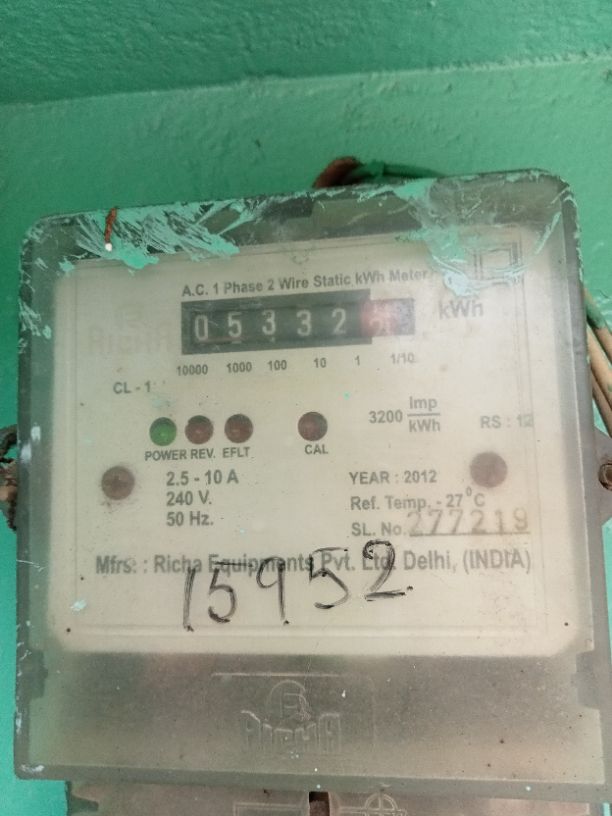 A.C. 1 Phase 2 Wire Static kWh Meter
RICHA
05332 kWh
10000 1000 100 10 1 1/10
CL - 1
3200 Imp/kWh
RS : 12
POWER REV. EFLT CAL
2.5 - 10 A
240 V.
50 Hz.
YEAR : 2012
Ref. Temp. - 27°C
SL. No. 277219
Mfrs. : Richa Equipments Pvt. Ltd. Delhi, (INDIA)
15952
RICHA